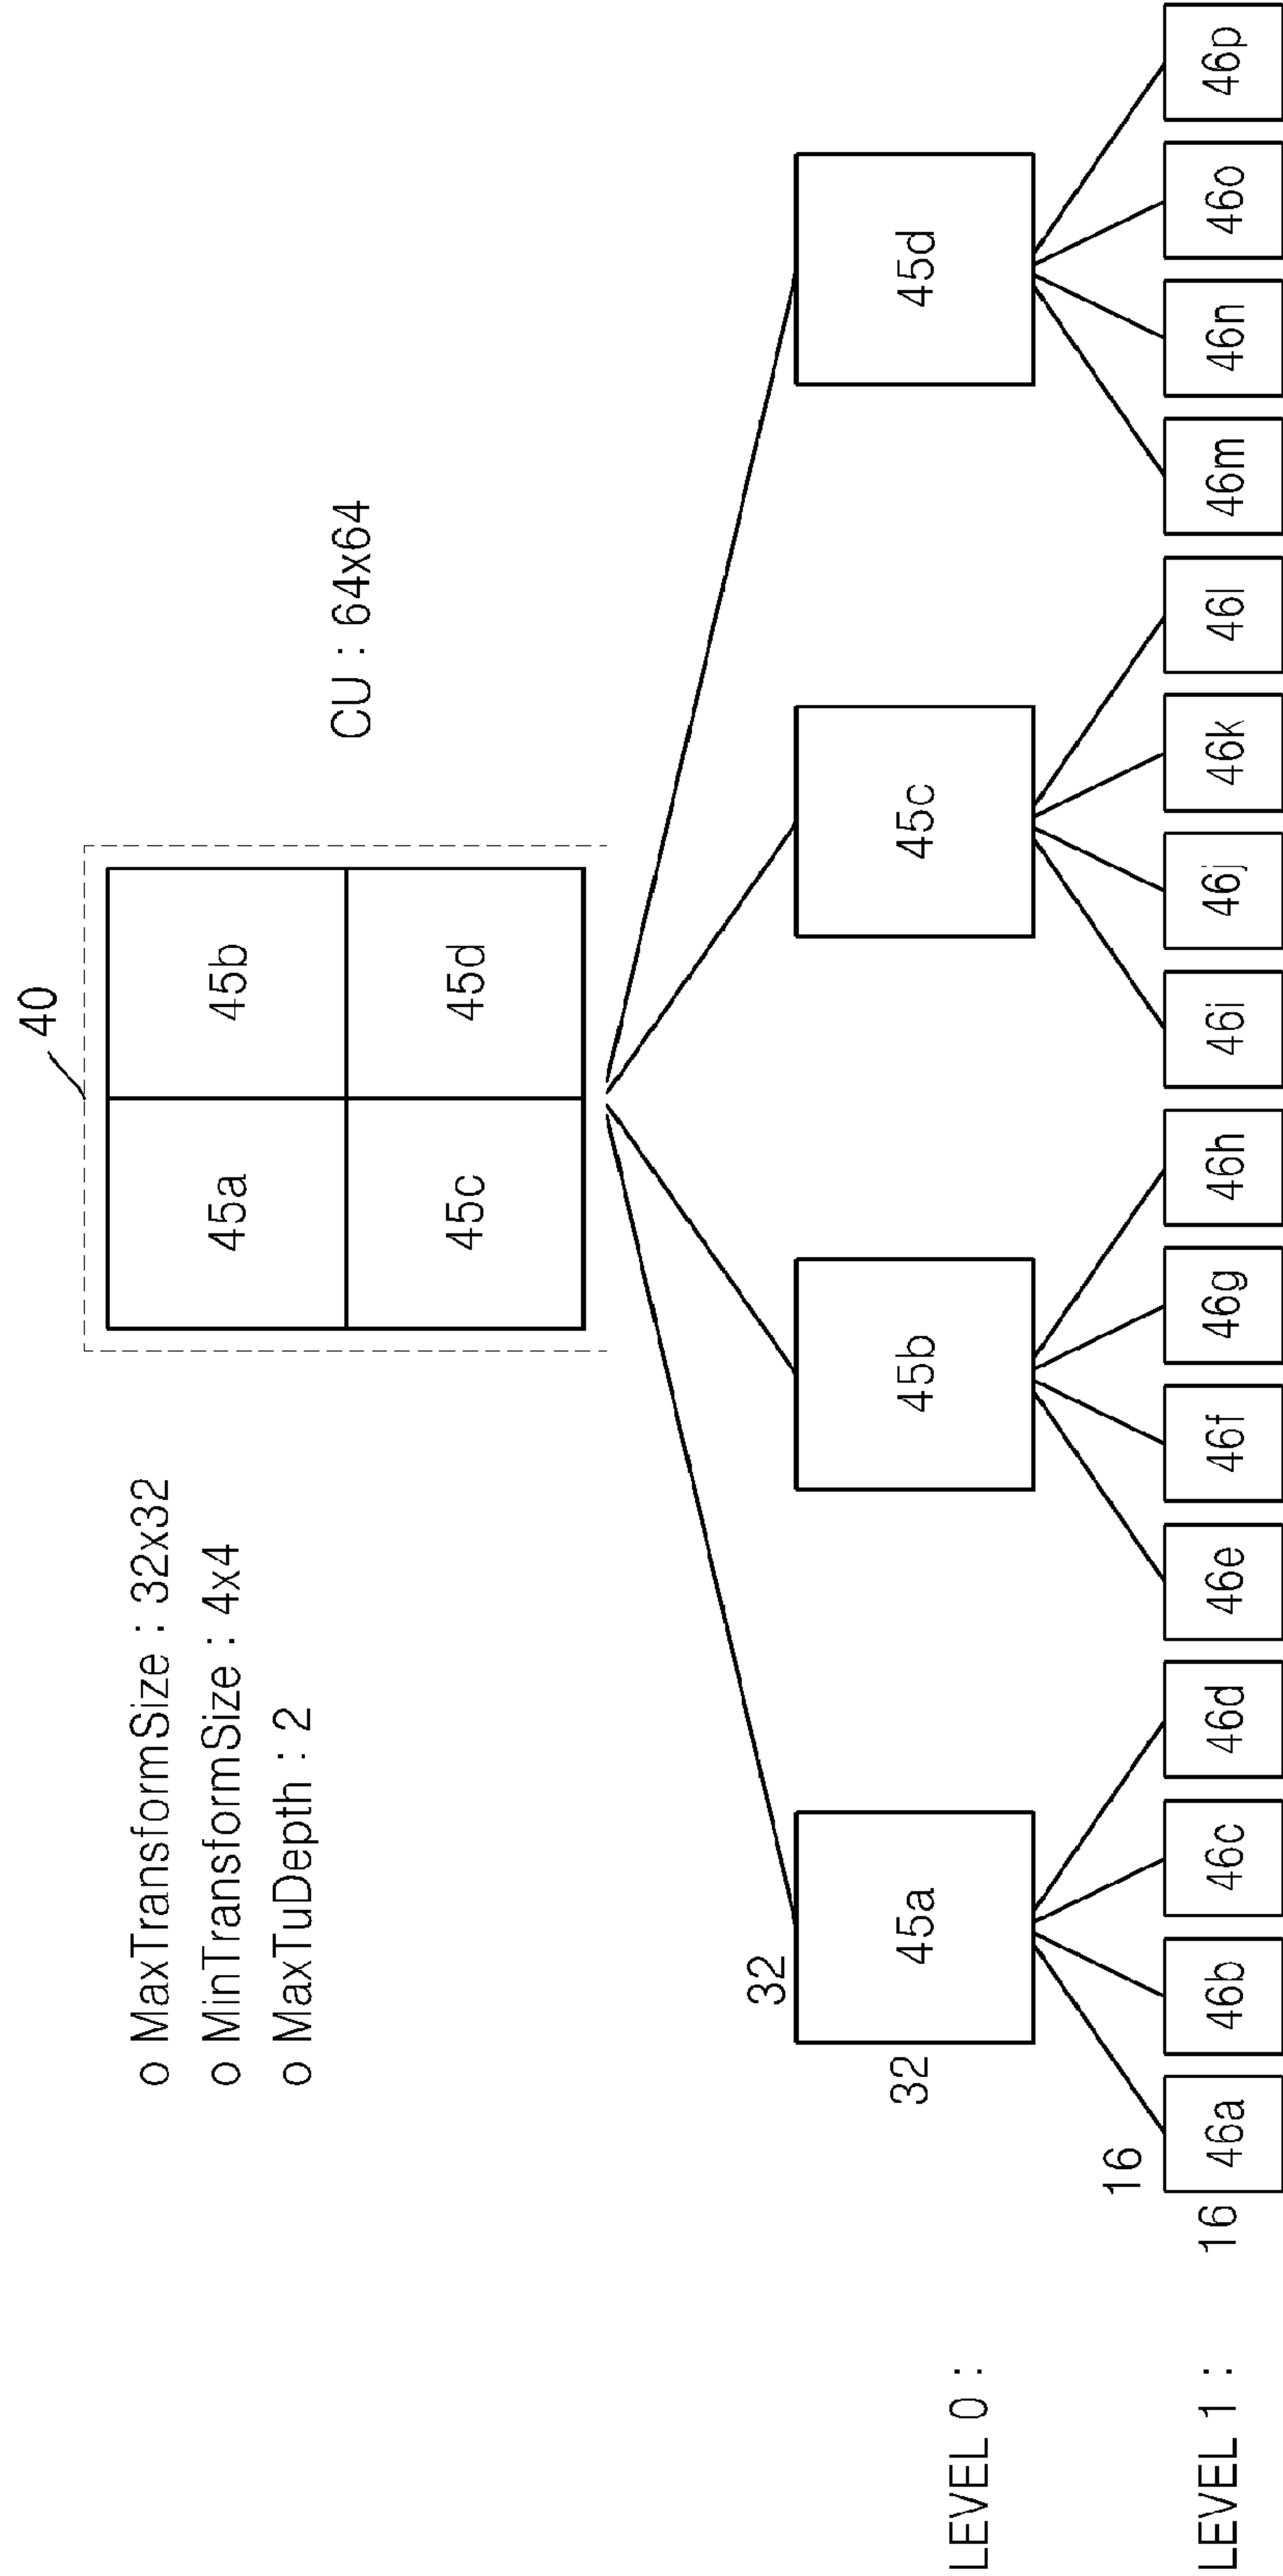 o MaxTransformSize : 32x32
o MinTransformSize : 4x4
o MaxTuDepth : 2
40
45a 45b
45c 45d
CU : 64x64
LEVEL 0 :
32
32
45a 45b 45c 45d
LEVEL 1 :
16
16
46a 46b 46c 46d 46e 46f 46g 46h 46i 46j 46k 46l 46m 46n 46o 46p